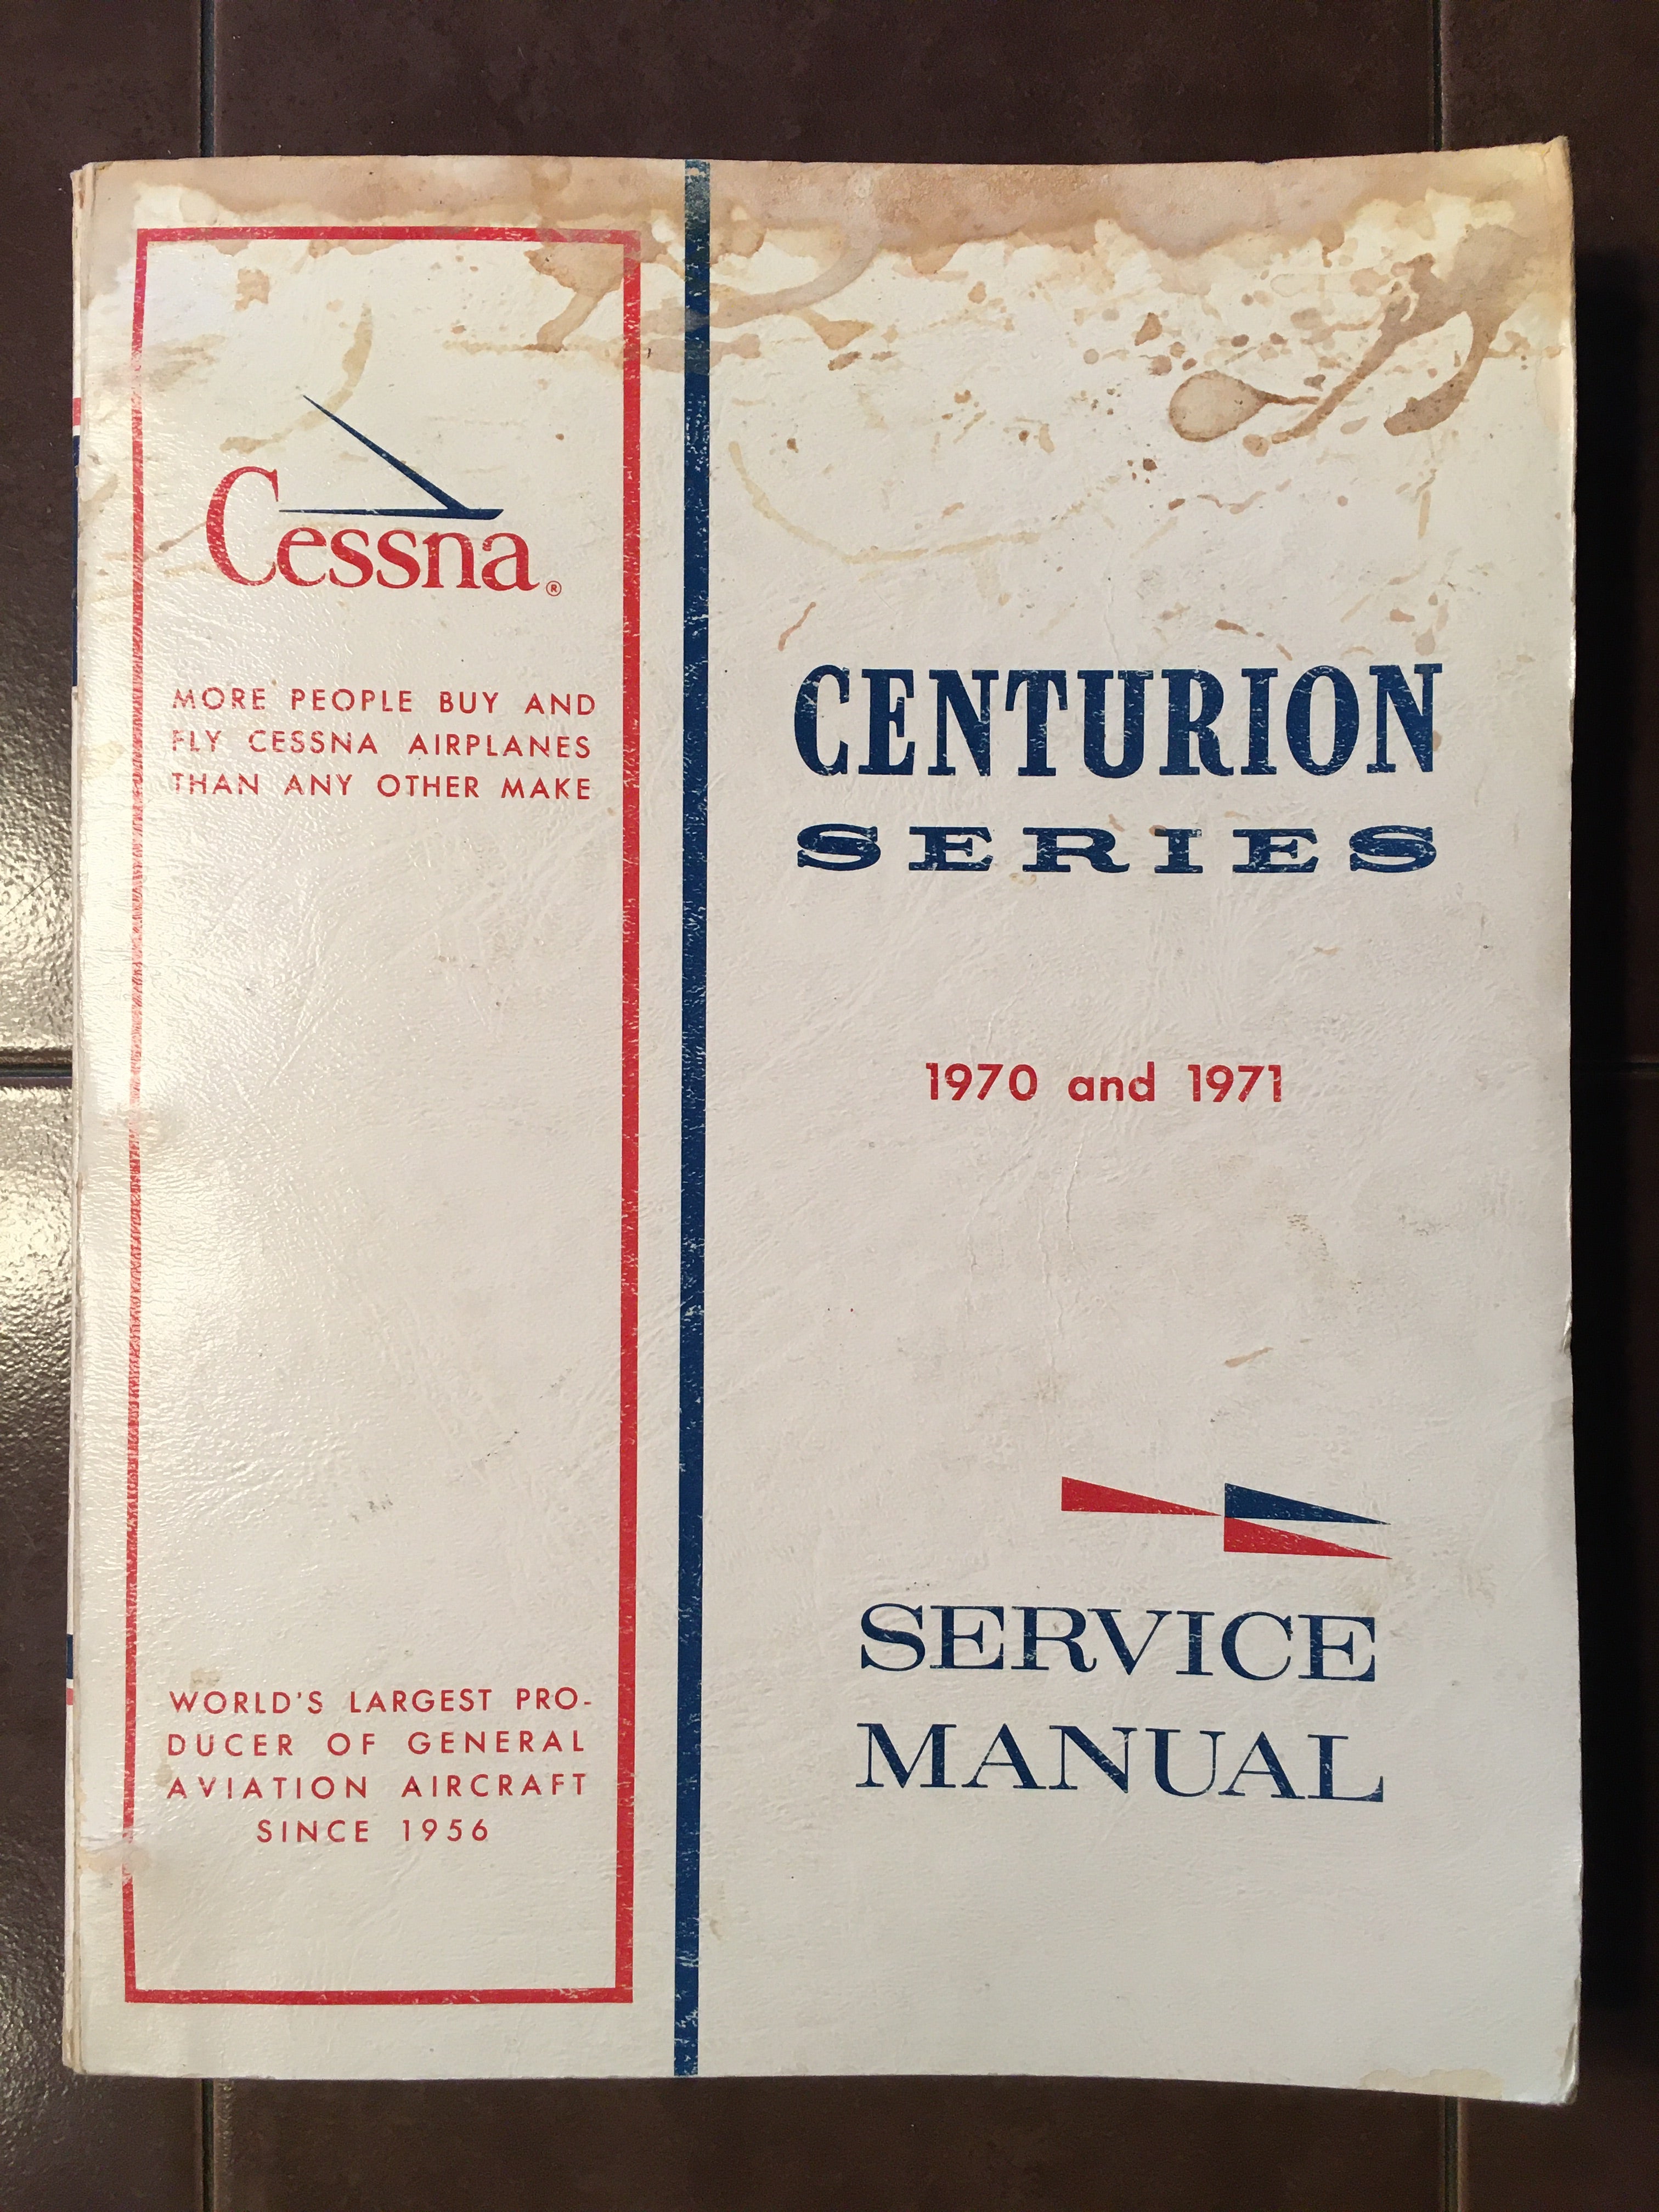 Cessna®
MORE PEOPLE BUY AND
FLY CESSNA AIRPLANES
THAN ANY OTHER MAKE
WORLD'S LARGEST PRO-
DUCER OF GENERAL
AVIATION AIRCRAFT
SINCE 1956
CENTURION
SERIES
1970 and 1971
SERVICE
MANUAL